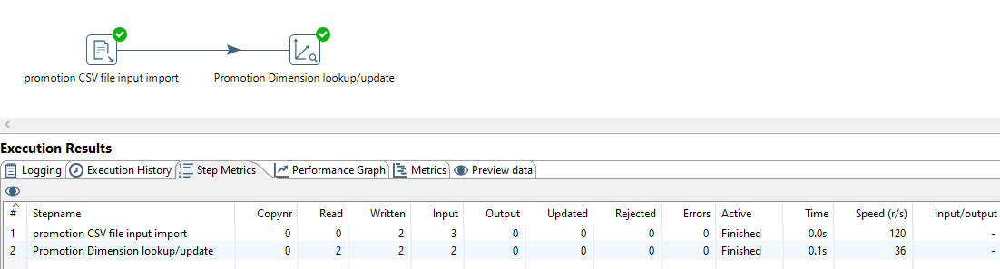 promotion CSV file input import Promotion Dimension lookup/update
Execution Results
Logging Execution History Step Metrics Performance Graph Metrics Preview data
# Stepname Copynr Read Written Input Output Updated Rejected Errors Active Time Speed (r/s) input/output
1 promotion CSV file input import 0 0 2 3 0 0 0 0 Finished 0.0s 120 -
2 Promotion Dimension lookup/update 0 2 2 2 0 0 0 0 Finished 0.1s 36 -